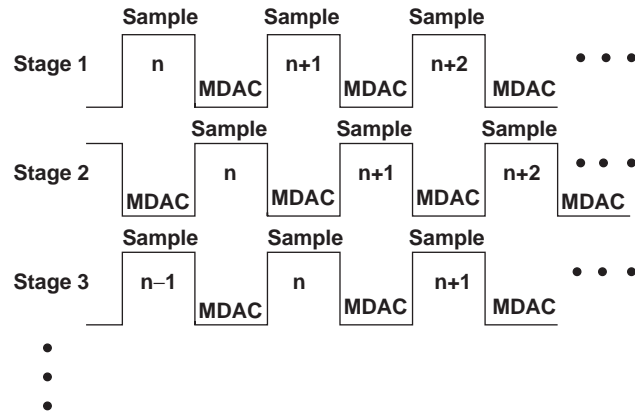 Sample Sample Sample
Stage 1 n n+1 n+2
MDAC MDAC MDAC
Sample Sample Sample
Stage 2 n n+1 n+2
MDAC MDAC MDAC MDAC
Sample Sample Sample
Stage 3 n−1 n n+1
MDAC MDAC MDAC